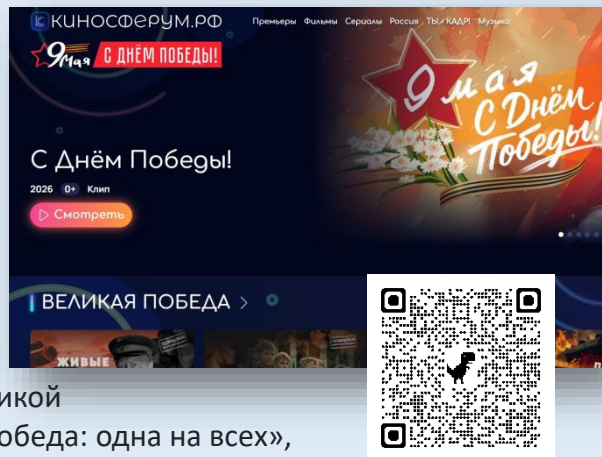 КИНОСФЕРУМ.РФ
Премьеры Фильмы Сериалы Россия ТЫ КАДР! Музыка
9 Мая С ДНЁМ ПОБЕДЫ!
9 мая
С Днём
Победы!
С Днём Победы!
2026 0+ Клип
Смотреть
ВЕЛИКАЯ ПОБЕДА >
ЖИВЫЕ
икой
обеда: одна на всех»,